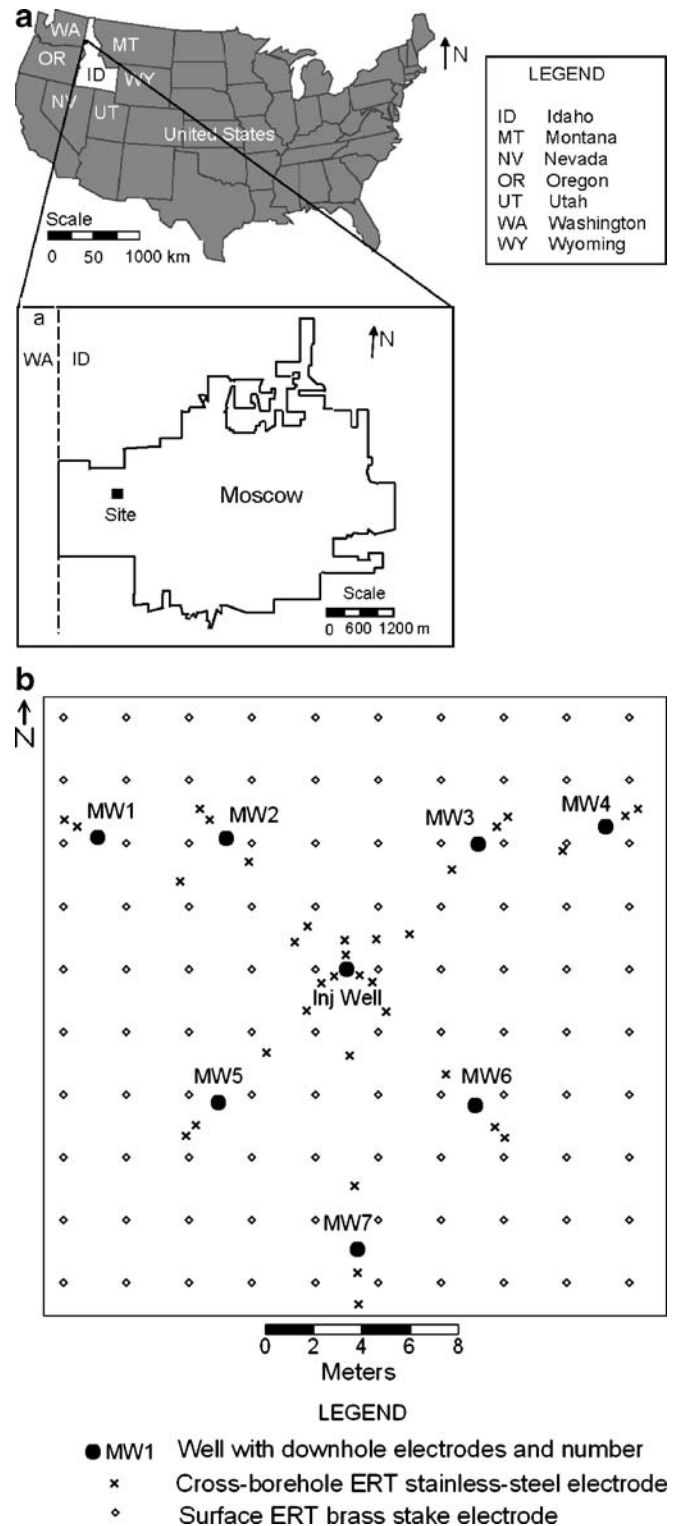 a
WA
MT
OR
ID
WY
NV
UT
United States
N
Scale
0 50 1000 km
LEGEND
ID Idaho
MT Montana
NV Nevada
OR Oregon
UT Utah
WA Washington
WY Wyoming
a
WA ID
N
Moscow
Site
Scale
0 600 1200 m
b
N
MW1
MW2
MW3
MW4
Inj Well
MW5
MW6
MW7
0 2 4 6 8
Meters
LEGEND
MW1 Well with downhole electrodes and number
Cross-borehole ERT stainless-steel electrode
Surface ERT brass stake electrode